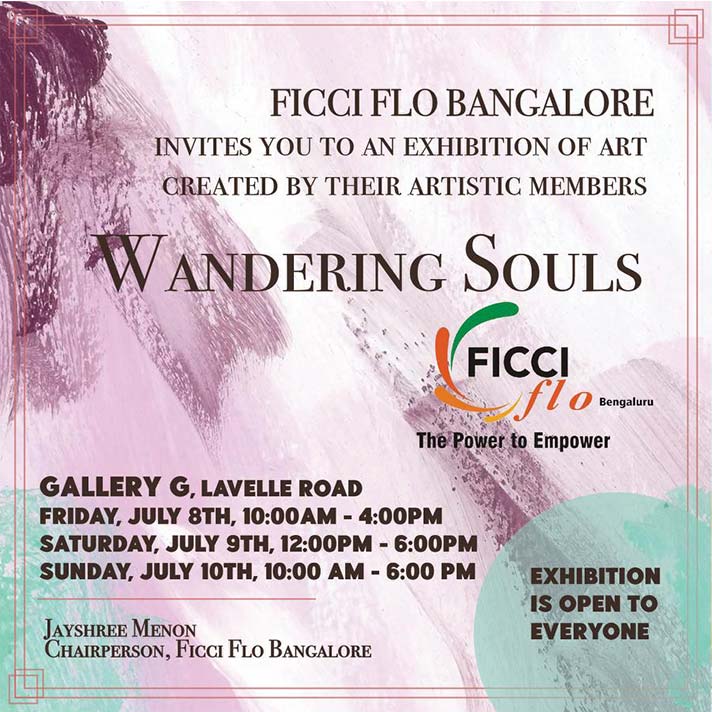 FICCI FLO BANGALORE
INVITES YOU TO AN EXHIBITION OF ART
CREATED BY THEIR ARTISTIC MEMBERS
WANDERING SOULS
FICCI
flo Bengaluru
The Power to Empower
GALLERY G, LAVELLE ROAD
FRIDAY, JULY 8TH, 10:00AM - 4:00PM
SATURDAY, JULY 9TH, 12:00PM - 6:00PM
SUNDAY, JULY 10TH, 10:00 AM - 6:00 PM
EXHIBITION
IS OPEN TO
EVERYONE
JAYSHREE MENON
CHAIRPERSON, FICCI FLO BANGALORE